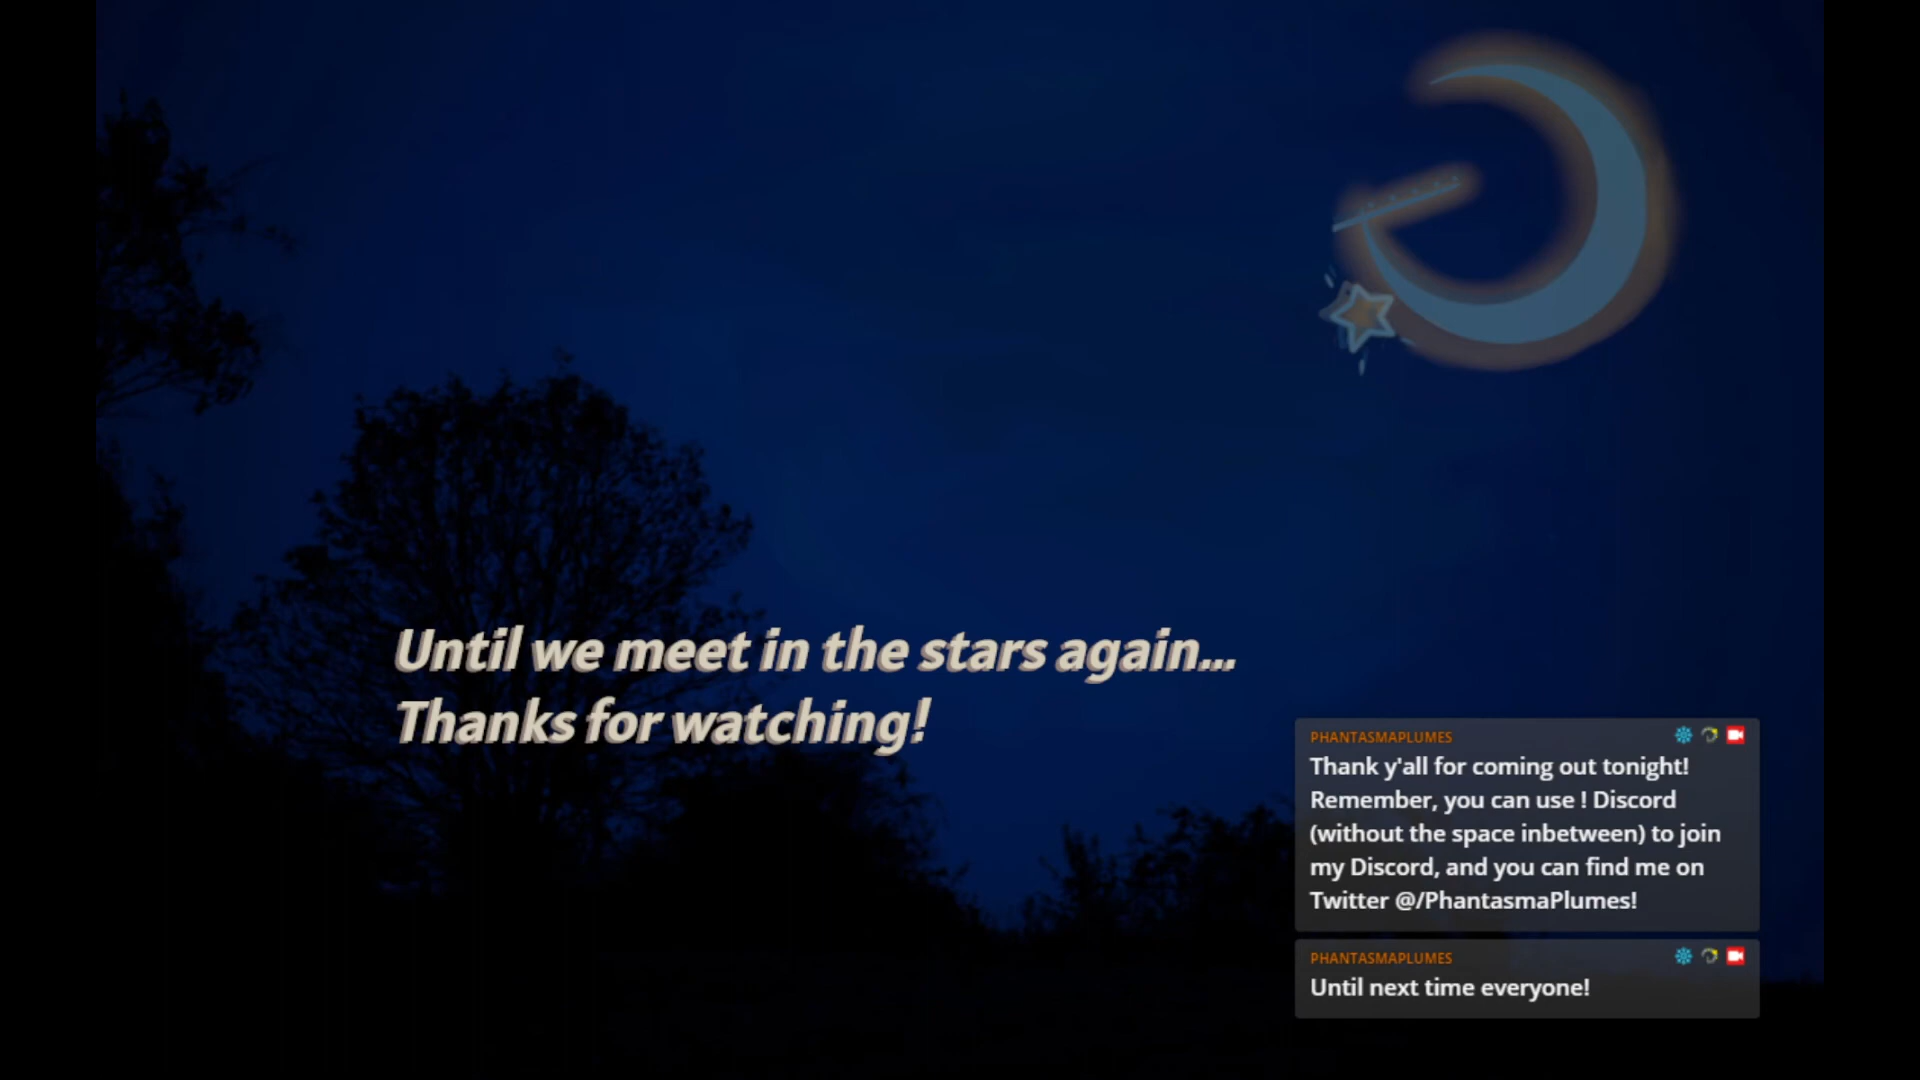 Until we meet in the stars again...
Thanks for watching!
PHANTASMAPLUMES
Thank y'all for coming out tonight!
Remember, you can use ! Discord
(without the space inbetween) to join
my Discord, and you can find me on
Twitter @/PhantasmaPlumes!
PHANTASMAPLUMES
Until next time everyone!